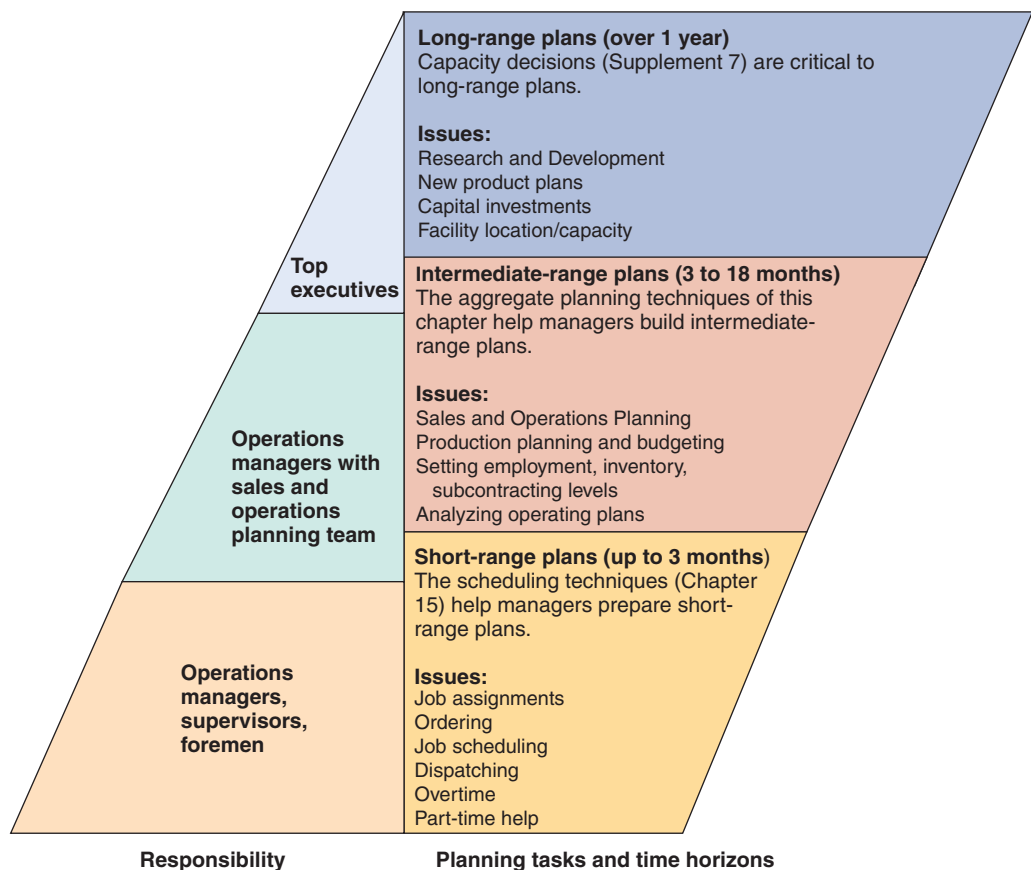 Long-range plans (over 1 year)
Capacity decisions (Supplement 7) are critical to
long-range plans.
Issues:
Research and Development
New product plans
Capital investments
Facility location/capacity
Top
executives
Intermediate-range plans (3 to 18 months)
The aggregate planning techniques of this
chapter help managers build intermediate-
range plans.
Issues:
Sales and Operations Planning
Production planning and budgeting
Setting employment, inventory,
subcontracting levels
Analyzing operating plans
Operations
managers with
sales and
operations
planning team
Short-range plans (up to 3 months)
The scheduling techniques (Chapter
15) help managers prepare short-
range plans.
Issues:
Job assignments
Ordering
Job scheduling
Dispatching
Overtime
Part-time help
Operations
managers,
supervisors,
foremen
Responsibility
Planning tasks and time horizons